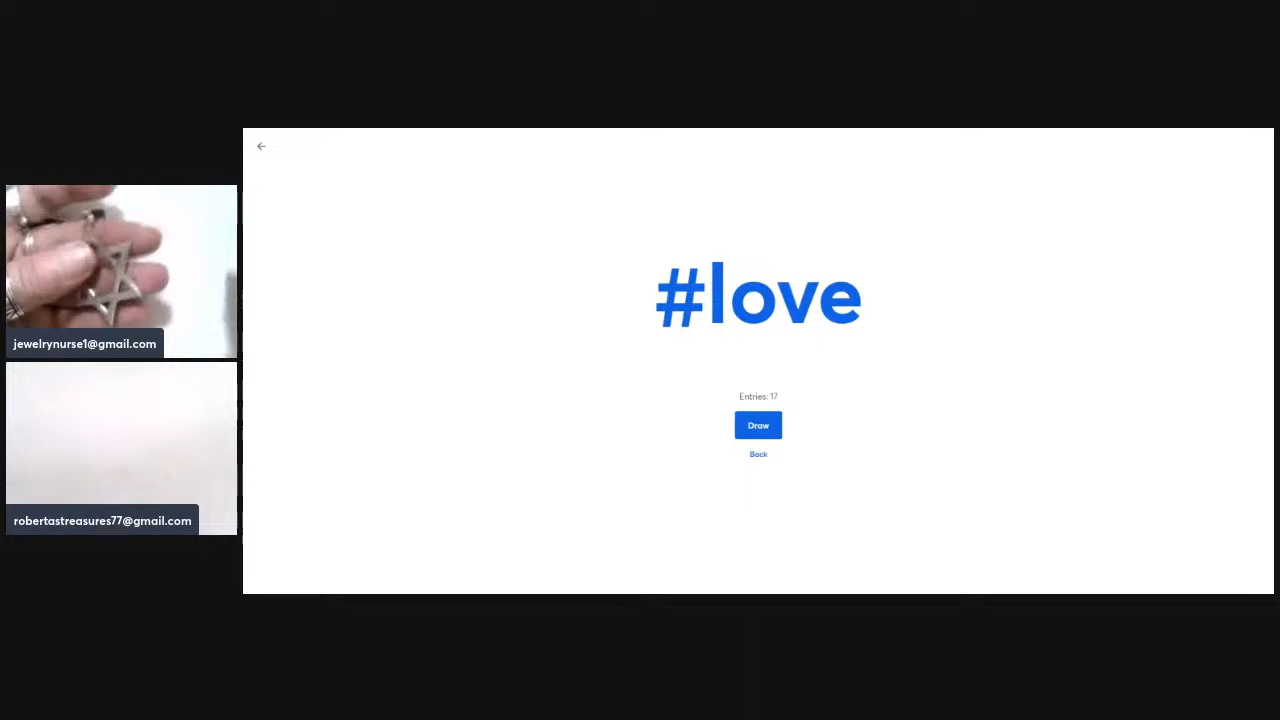 jewelrynurse1@gmail.com
robertastreasures77@gmail.com
#love
Entries: 17
Draw
Back